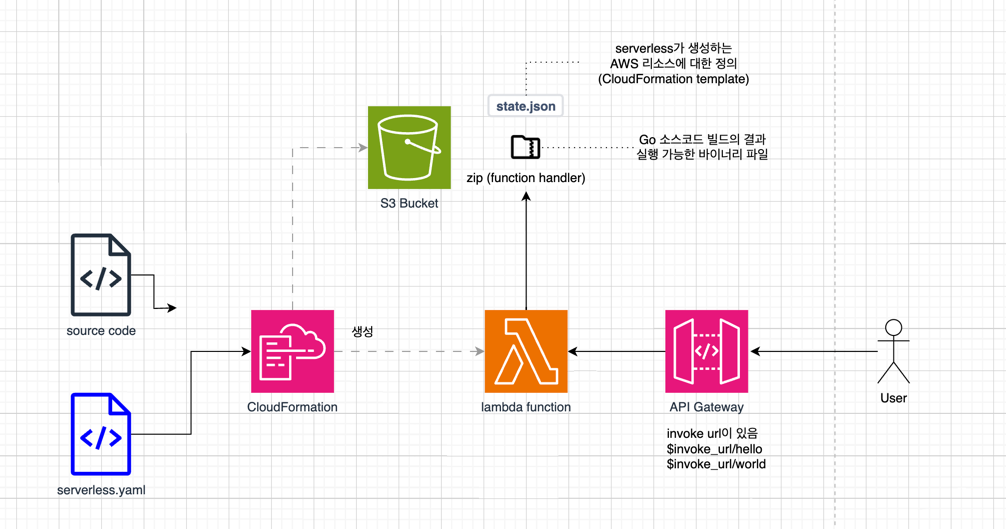 serverless가 생성하는
AWS 리소스에 대한 정의
(CloudFormation template)
state.json
Go 소스코드 빌드의 결과
실행 가능한 바이너리 파일
zip (function handler)
S3 Bucket
source code
생성
CloudFormation
lambda function
API Gateway
User
invoke url이 있음
$invoke_url/hello
$invoke_url/world
serverless.yaml